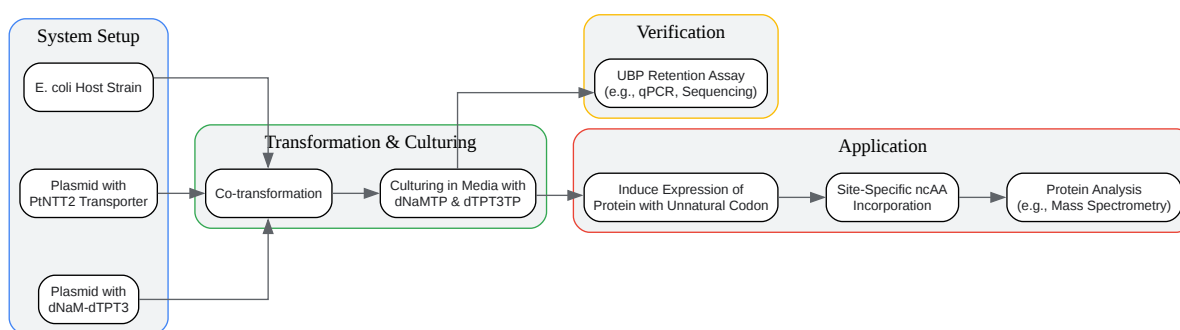 System Setup
E. coli Host Strain
Plasmid with
PtNTT2 Transporter
Plasmid with
dNaM-dTPT3
Transformation & Culturing
Co-transformation
Culturing in Media with
dNaMTP & dTPT3TP
Verification
UBP Retention Assay
(e.g., qPCR, Sequencing)
Application
Induce Expression of
Protein with Unnatural Codon
Site-Specific ncAA
Incorporation
Protein Analysis
(e.g., Mass Spectrometry)